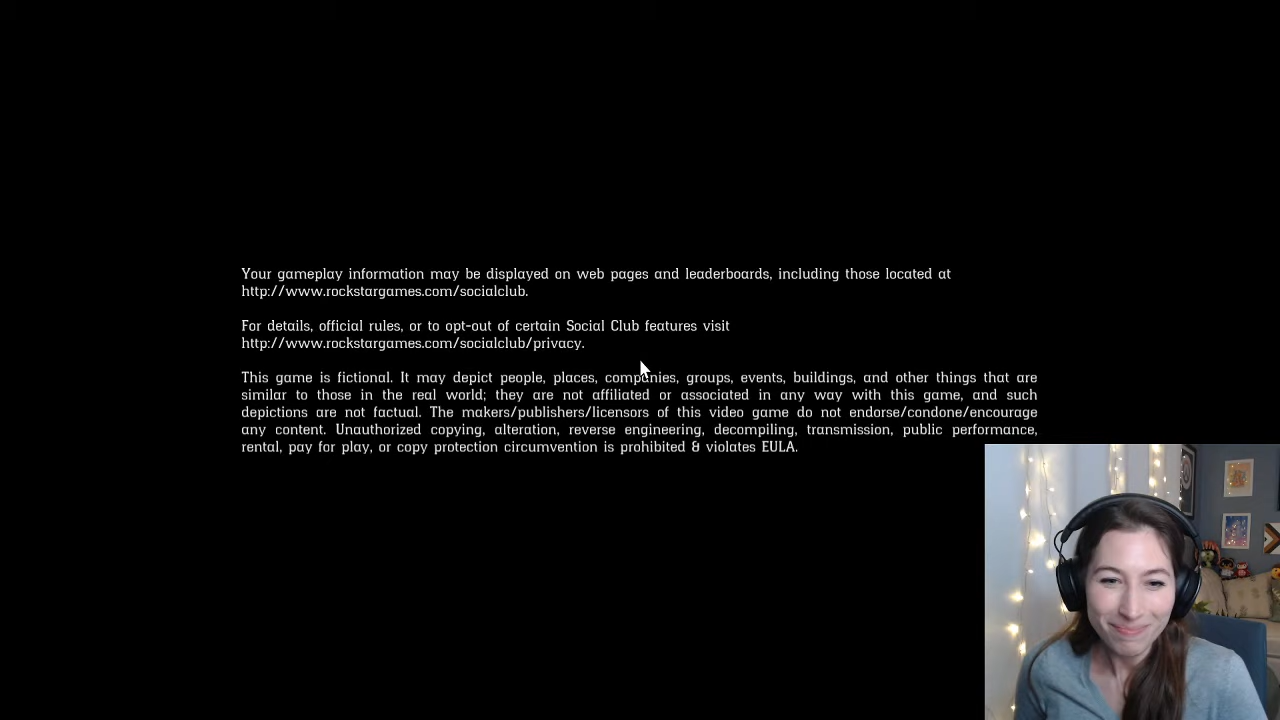 Your gameplay information may be displayed on web pages and leaderboards, including those located at
http://www.rockstargames.com/socialclub.
For details, official rules, or to opt-out of certain Social Club features visit
http://www.rockstargames.com/socialclub/privacy.
This game is fictional. It may depict people, places, companies, groups, events, buildings, and other things that are
similar to those in the real world; they are not affiliated or associated in any way with this game, and such
depictions are not factual. The makers/publishers/licensors of this video game do not endorse/condone/encourage
any content. Unauthorized copying, alteration, reverse engineering, decompiling, transmission, public performance,
rental, pay for play, or copy protection circumvention is prohibited & violates EULA.